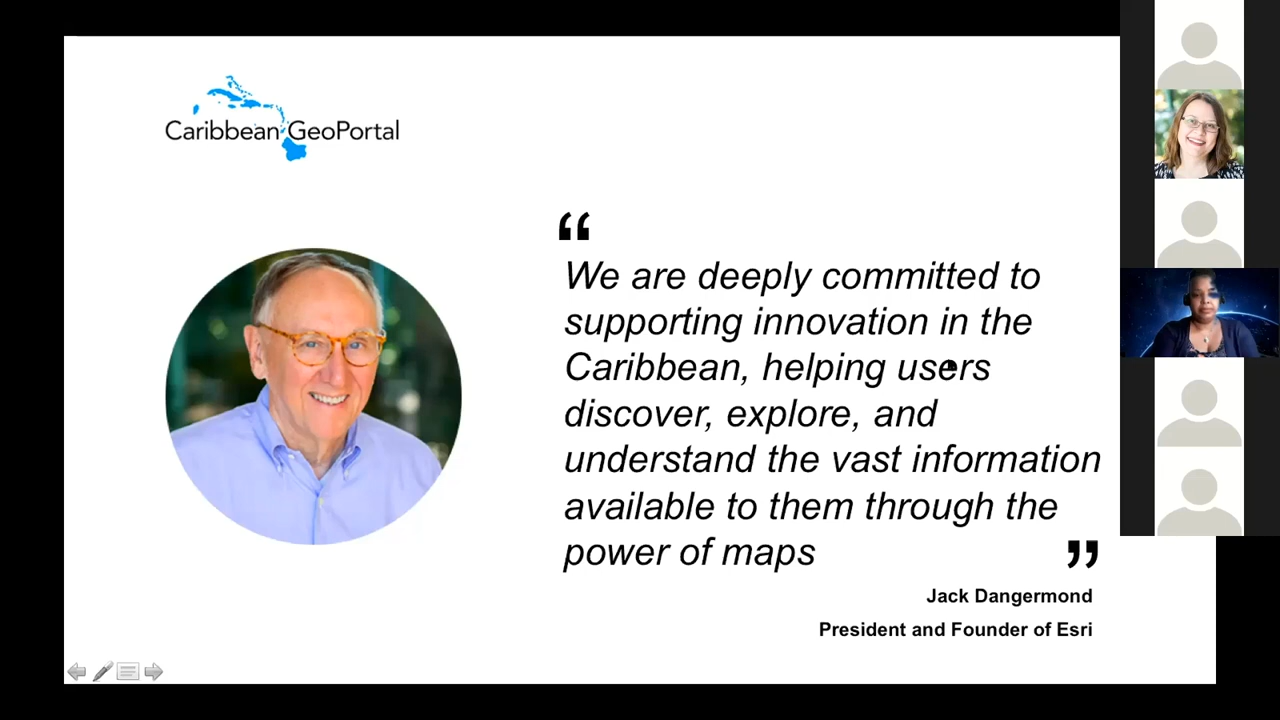 Caribbean GeoPortal
“
We are deeply committed to
supporting innovation in the
Caribbean, helping users
discover, explore, and
understand the vast information
available to them through the
power of maps
”
Jack Dangermond
President and Founder of Esri